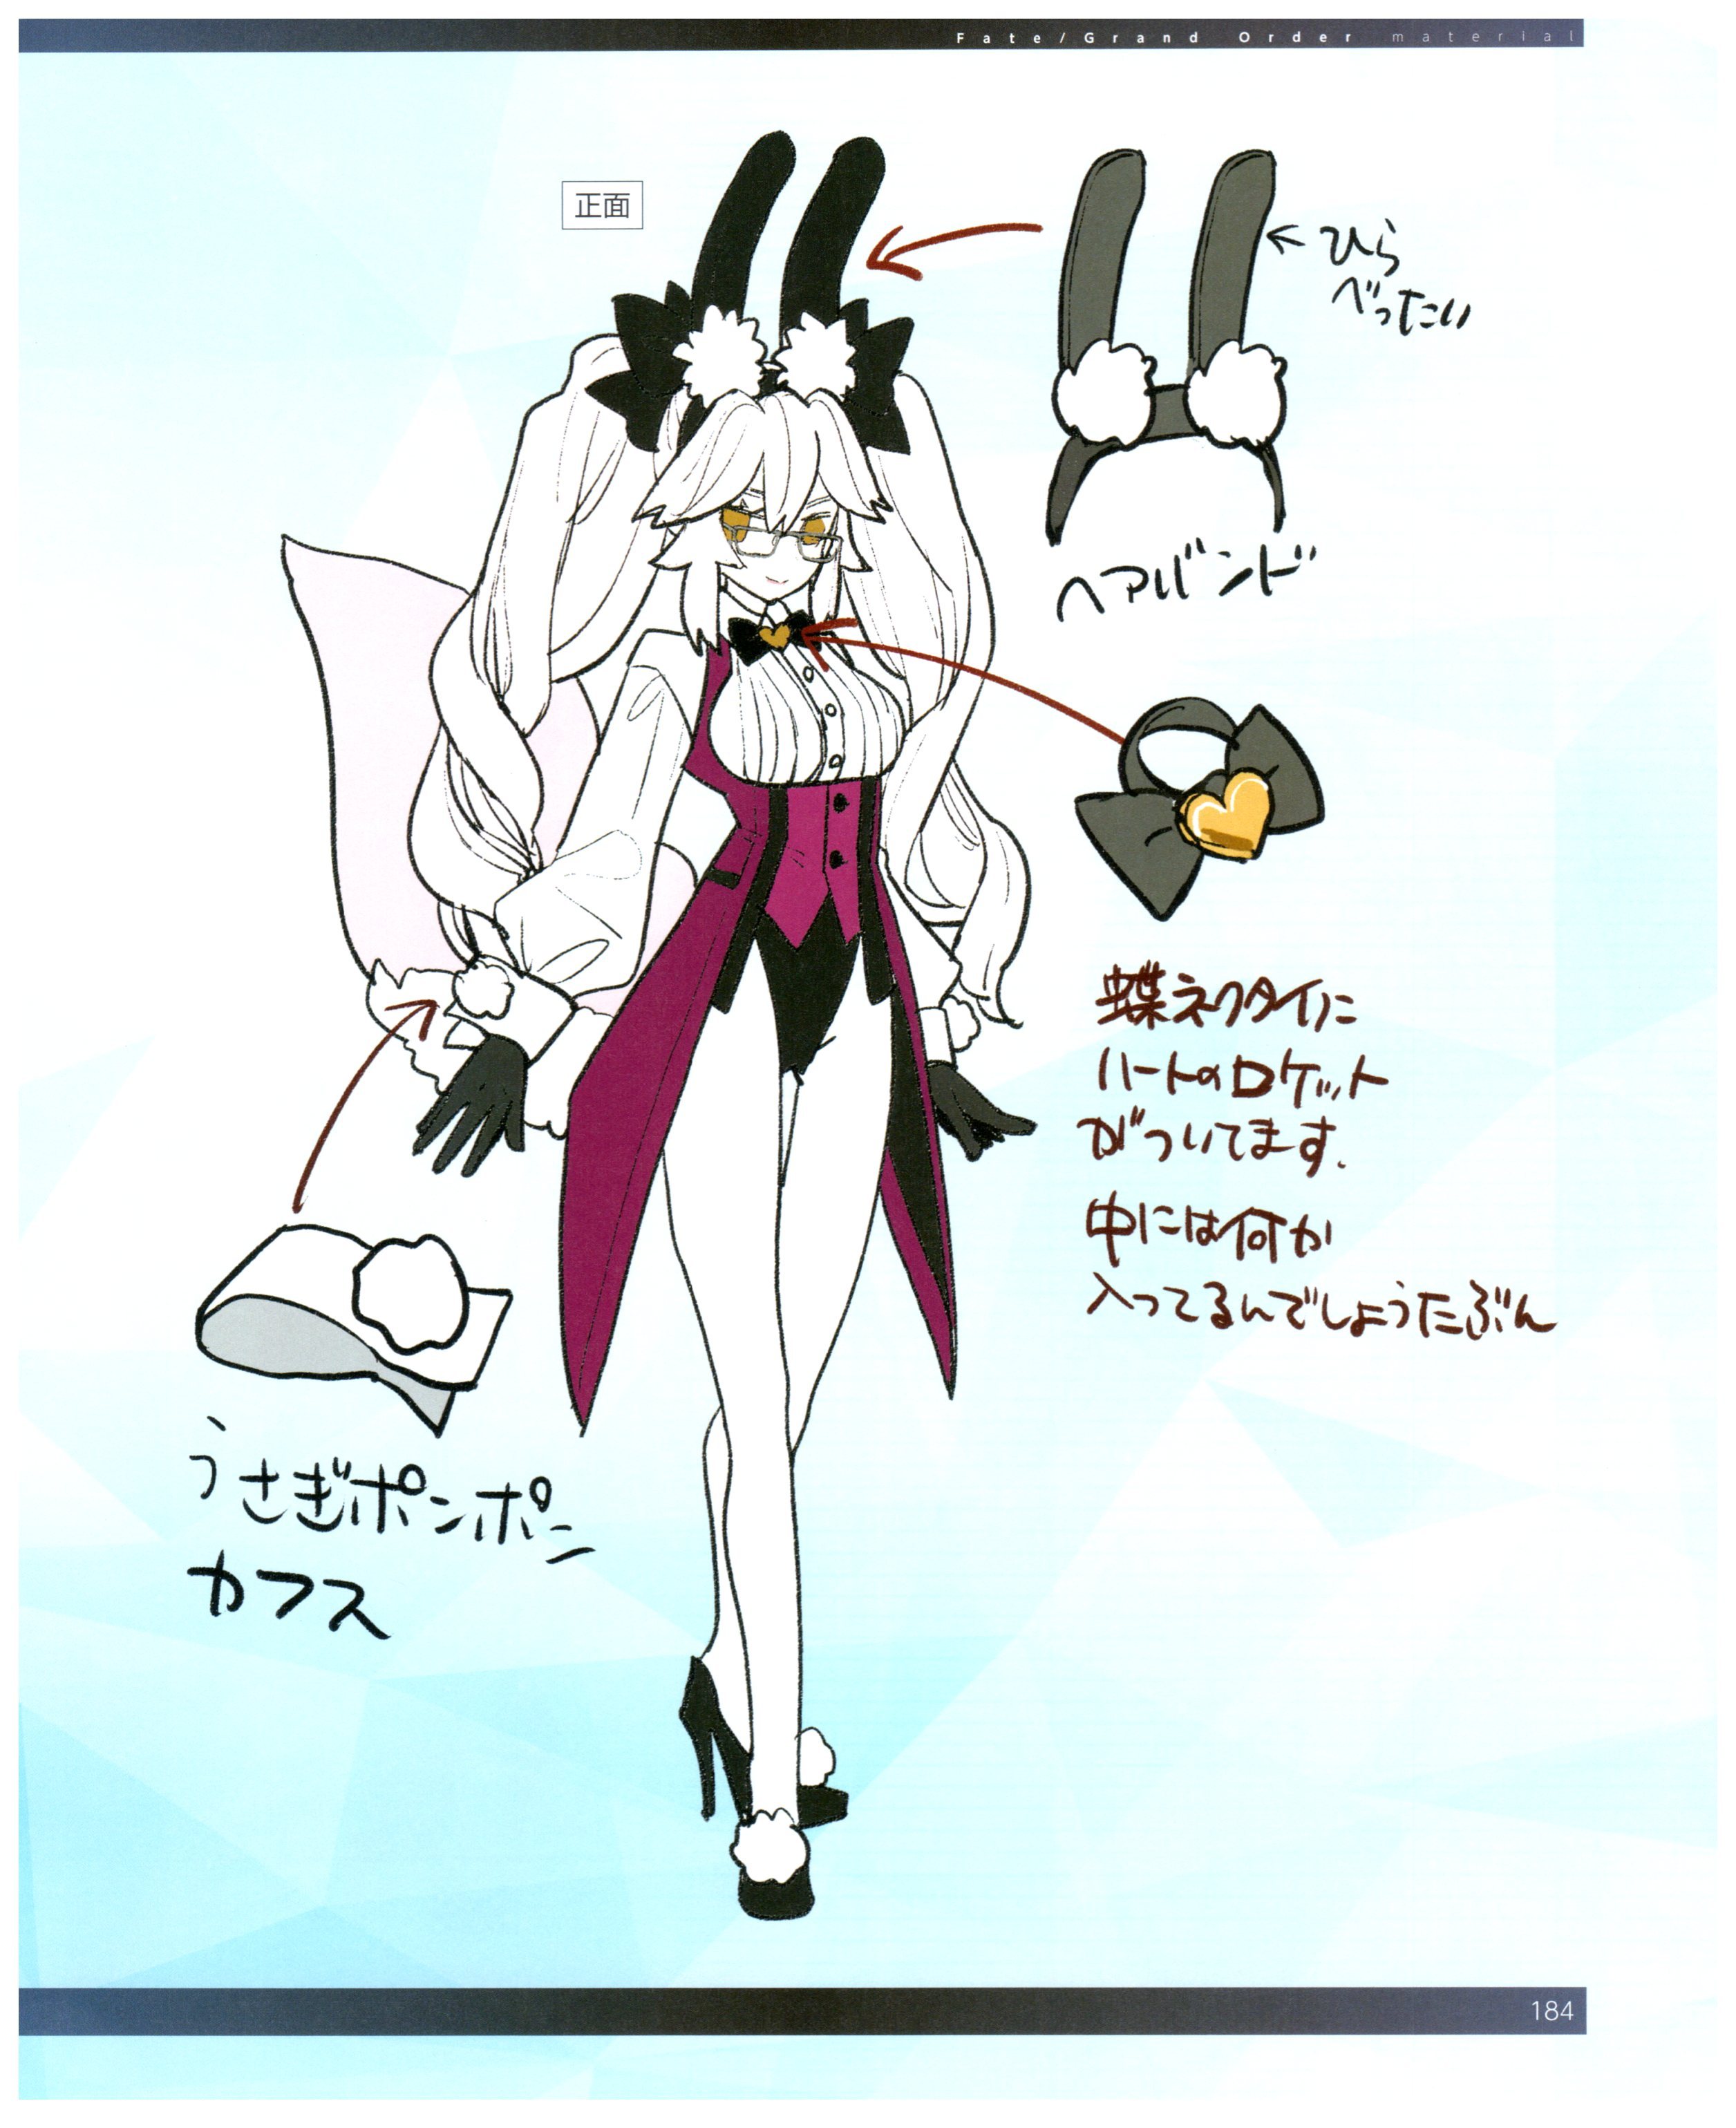 Fate/Grand Order material
正面
ひら
べったい
ヘアバンド
蝶ネクタイに
ハートのロケット
がついてます.
中には何か
入ってるんでしょうたぶん
うさぎポンポン
カフス
184